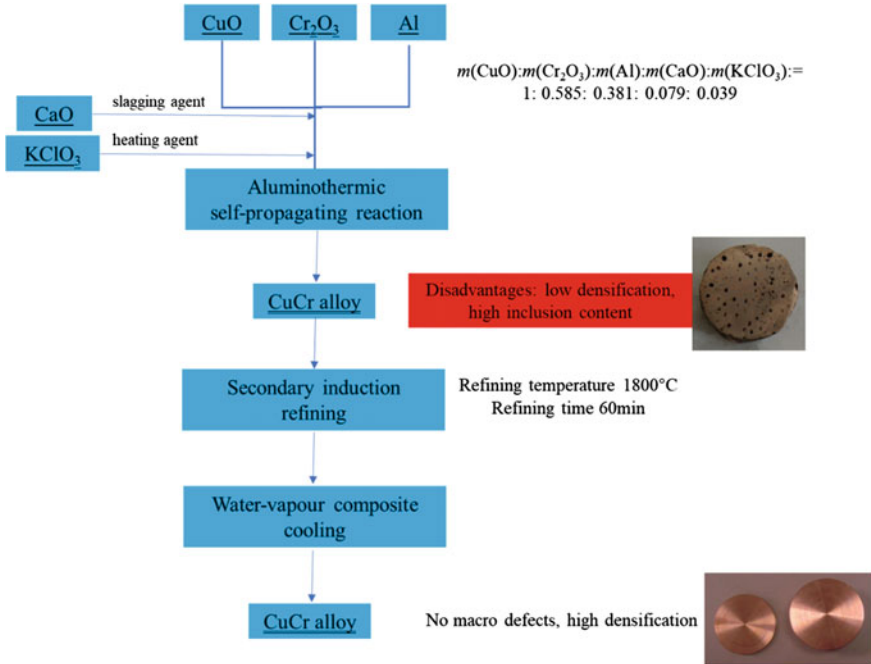 CuO
Cr₂O₃
Al
m(CuO):m(Cr₂O₃):m(Al):m(CaO):m(KClO₃):=
1: 0.585: 0.381: 0.079: 0.039
CaO
slagging agent
KClO₃
heating agent
Aluminothermic
self-propagating reaction
CuCr alloy
Disadvantages: low densification,
high inclusion content
Secondary induction
refining
Refining temperature 1800°C
Refining time 60min
Water-vapour composite
cooling
CuCr alloy
No macro defects, high densification